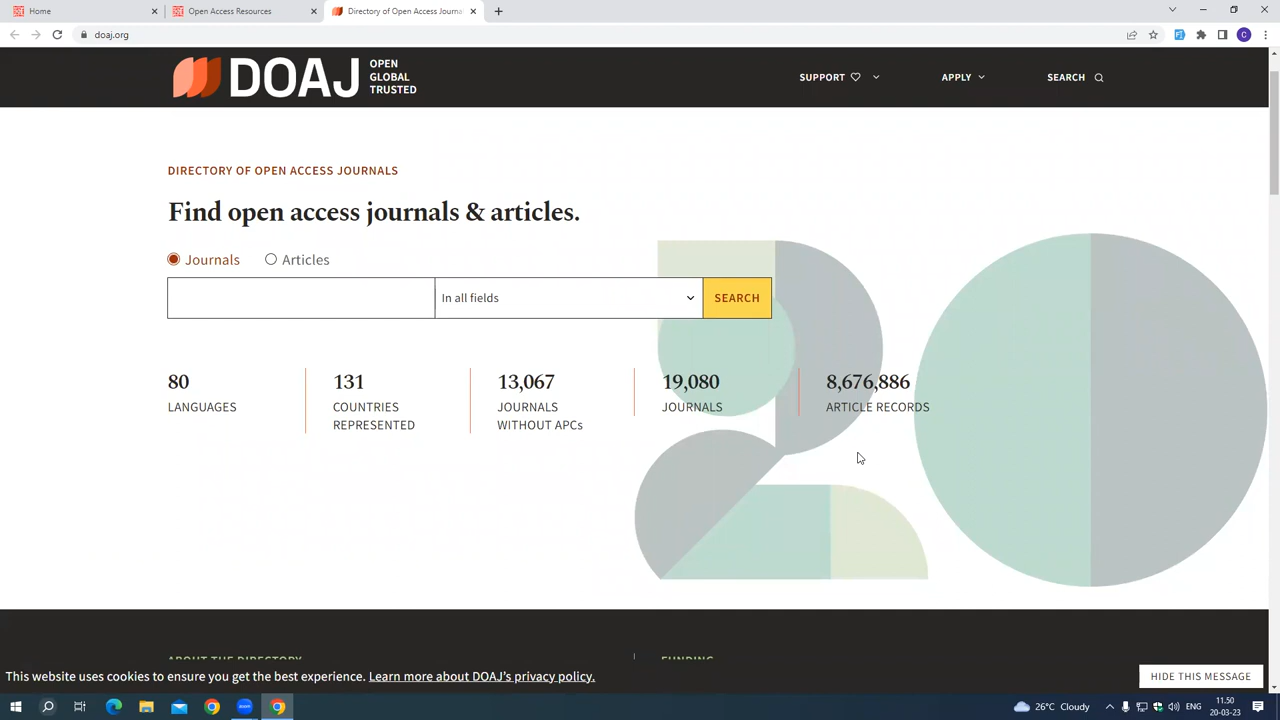 Home
Open Access Resources
Directory of Open Access Journa
doaj.org
C
DOAJ
OPEN
GLOBAL
TRUSTED
SUPPORT
APPLY
SEARCH
DIRECTORY OF OPEN ACCESS JOURNALS
Find open access journals & articles.
Journals
Articles
In all fields
SEARCH
80
LANGUAGES
131
COUNTRIES
REPRESENTED
13,067
JOURNALS
WITHOUT APCs
19,080
JOURNALS
8,676,886
ARTICLE RECORDS
ABOUT THE DIRECTORY
FUNDING
This website uses cookies to ensure you get the best experience. Learn more about DOAJ's privacy policy.
HIDE THIS MESSAGE
26°C Cloudy
ENG
11.50
20-03-23